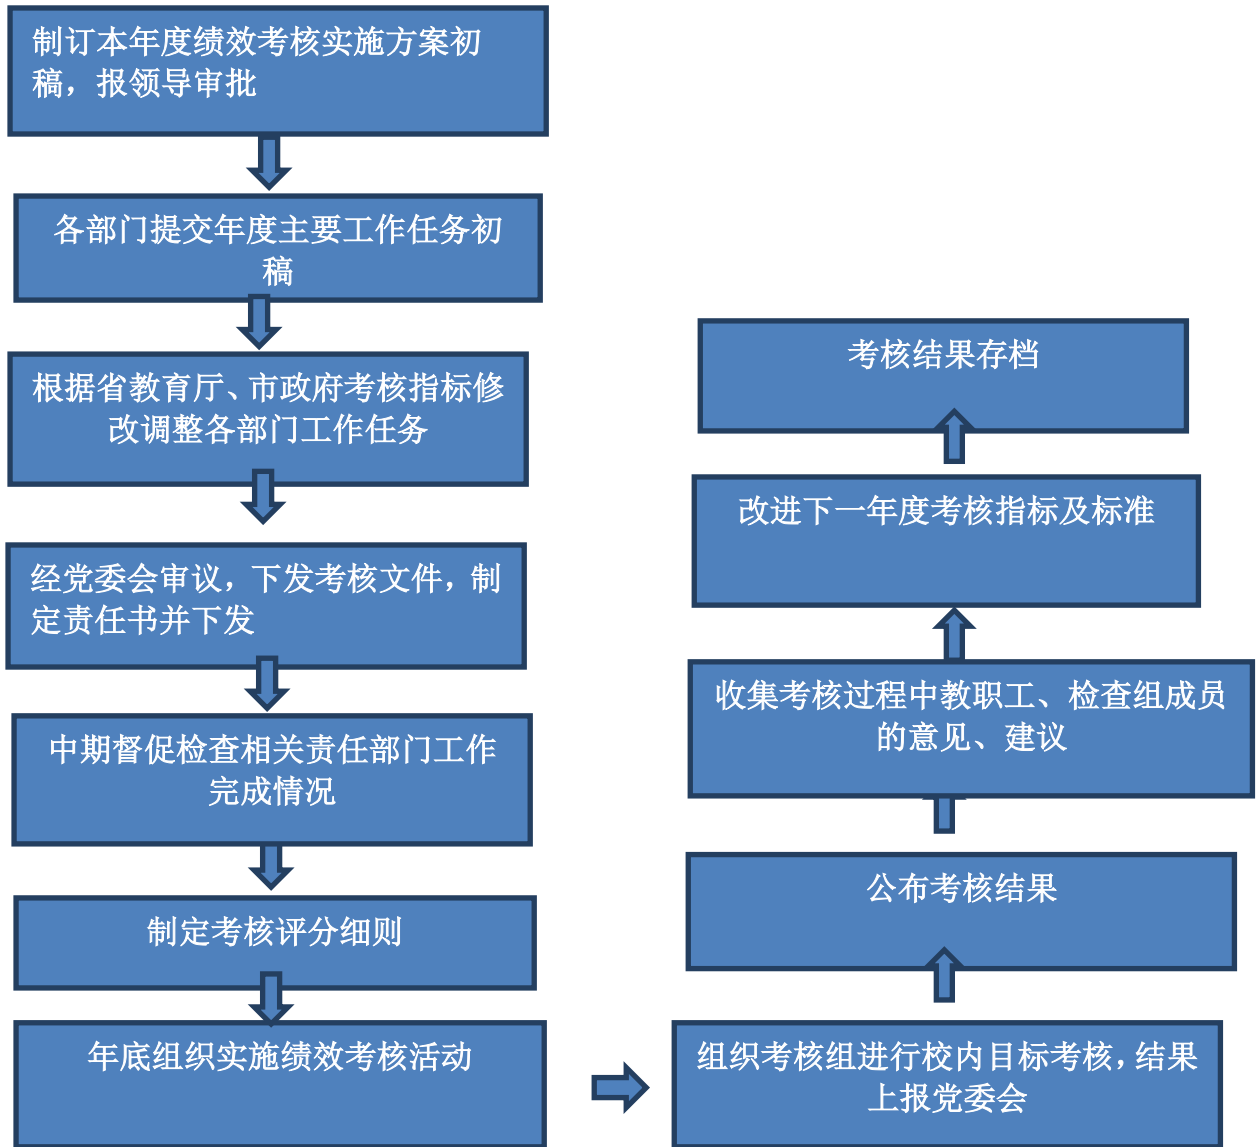 制订本年度绩效考核实施方案初
稿，报领导审批
各部门提交年度主要工作任务初
稿
根据省教育厅、市政府考核指标修
改调整各部门工作任务
经党委会审议，下发考核文件，制
定责任书并下发
中期督促检查相关责任部门工作
完成情况
制定考核评分细则
年底组织实施绩效考核活动
组织考核组进行校内目标考核，结果
上报党委会
公布考核结果
收集考核过程中教职工、检查组成员
的意见、建议
改进下一年度考核指标及标准
考核结果存档